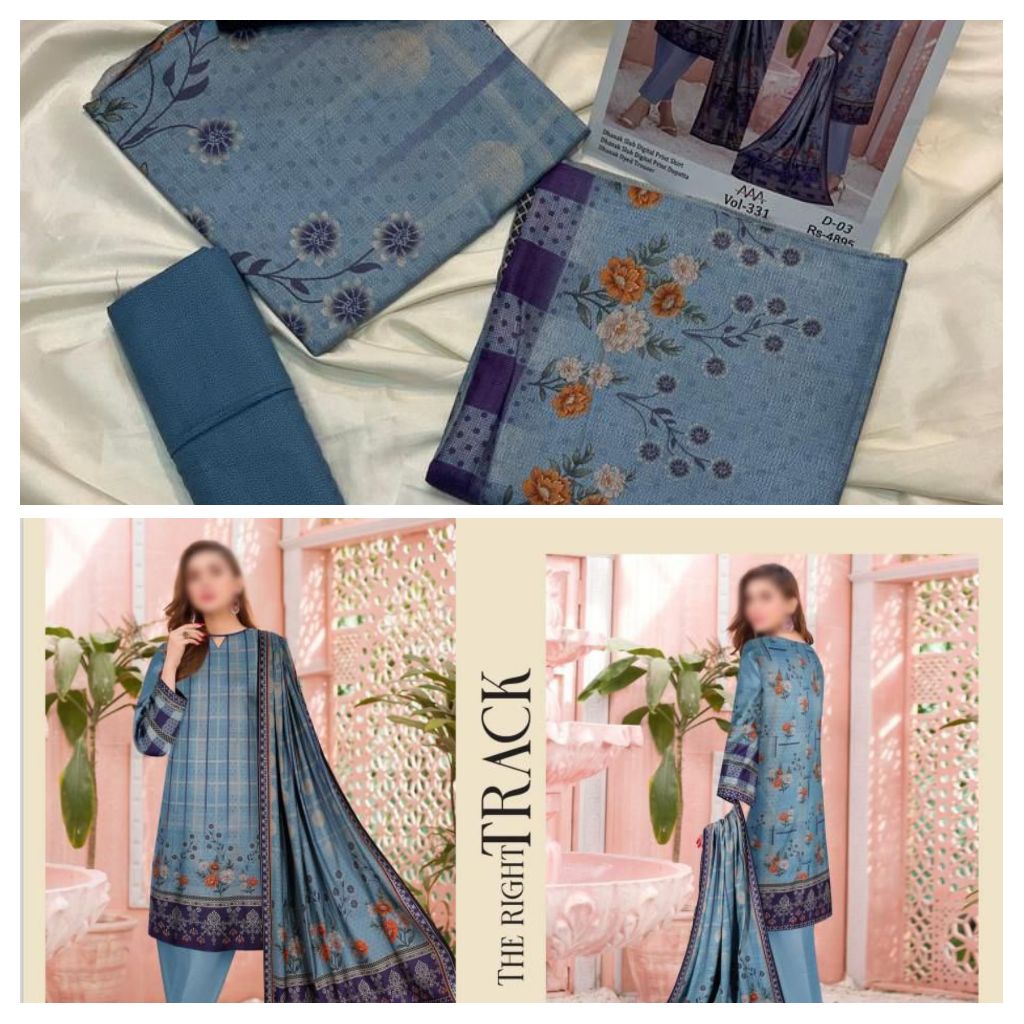 Dhanak Slub Digital Print Shirt
Dhanak Slub Digital Print Dupatta
Dhanak Dyed Trouser
AAA
Vol-331
D-03
Rs-4895
THE RIGHT TRACK